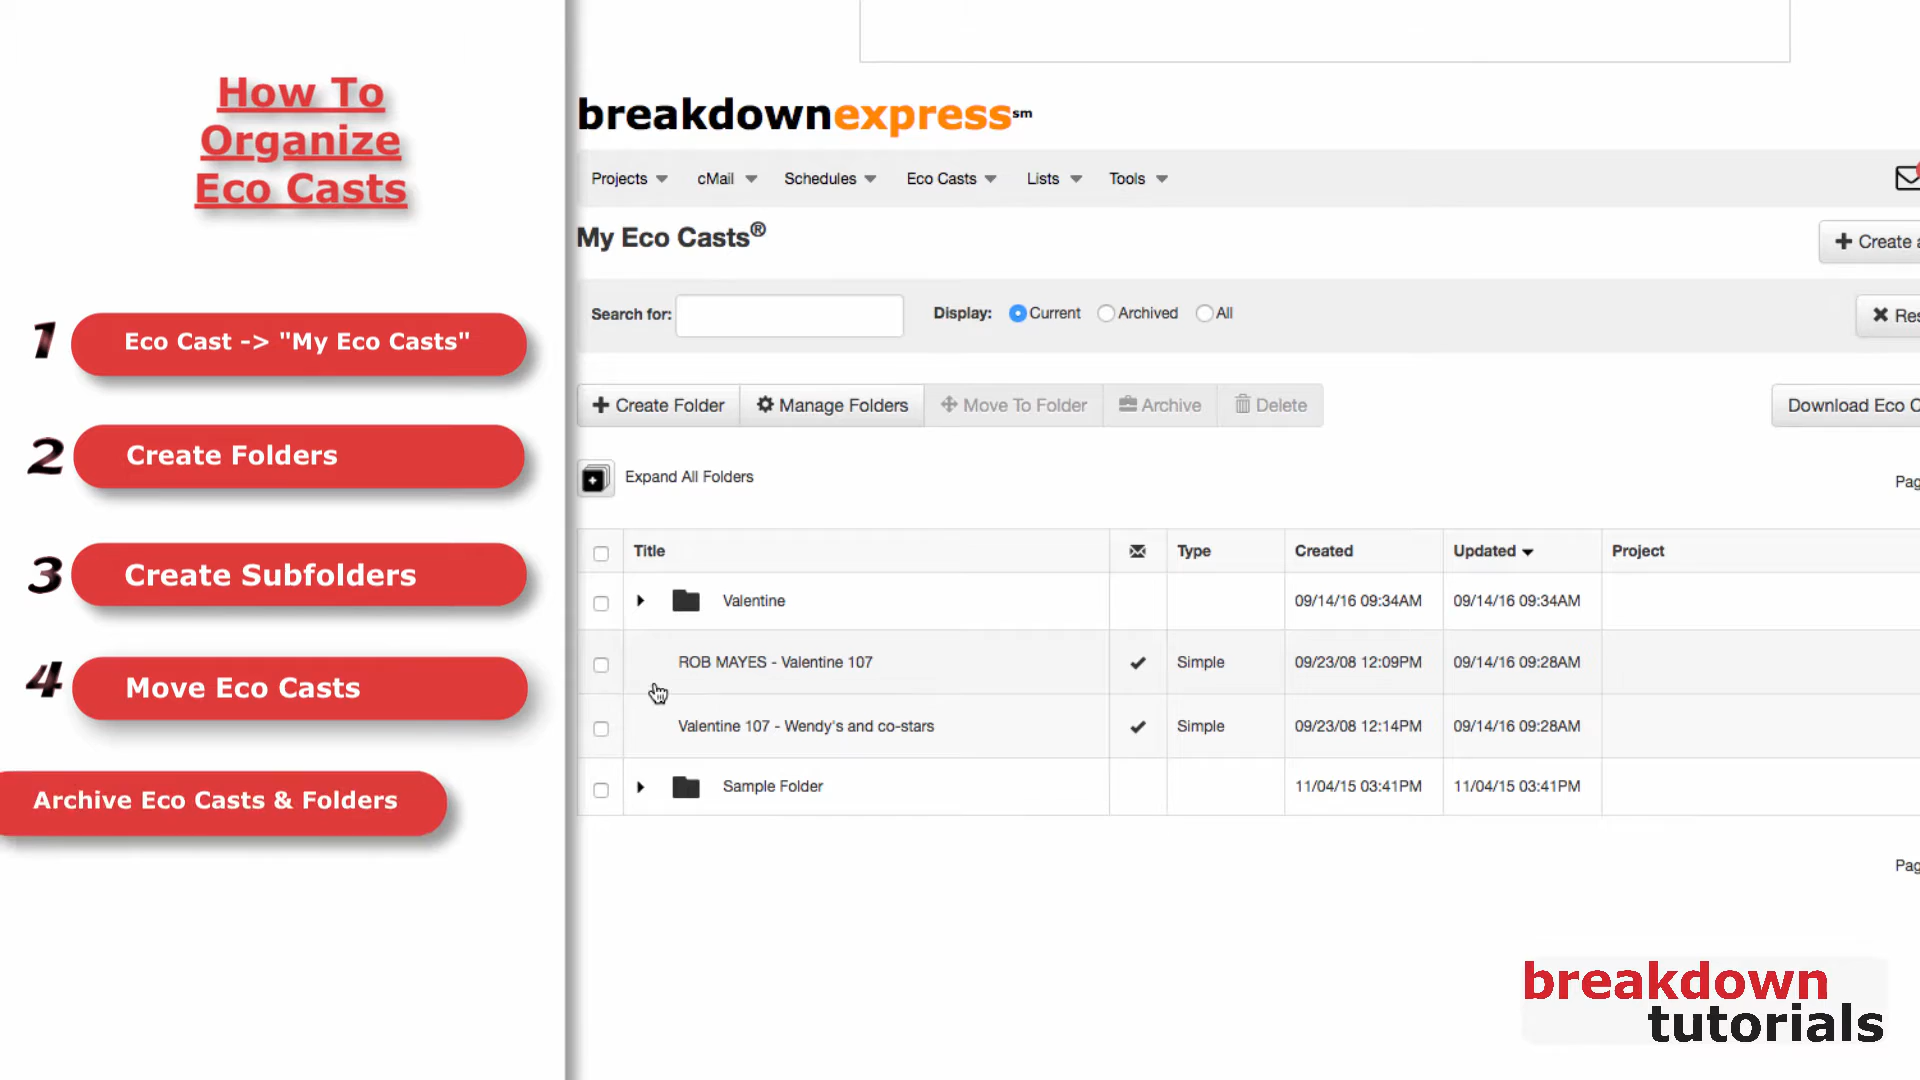 How To
Organize
Eco Casts
1 Eco Cast -> "My Eco Casts"
2 Create Folders
3 Create Subfolders
4 Move Eco Casts
Archive Eco Casts & Folders
breakdownexpress℠
Projects cMail Schedules Eco Casts Lists Tools
My Eco Casts®
Create
Search for: Display: Current Archived All
Create Folder Manage Folders Move To Folder Archive Delete
Download Eco
Expand All Folders
Title Type Created Updated Project
Valentine 09/14/16 09:34AM 09/14/16 09:34AM
ROB MAYES - Valentine 107 Simple 09/23/08 12:09PM 09/14/16 09:28AM
Valentine 107 - Wendy's and co-stars Simple 09/23/08 12:14PM 09/14/16 09:28AM
Sample Folder 11/04/15 03:41PM 11/04/15 03:41PM
breakdown
tutorials